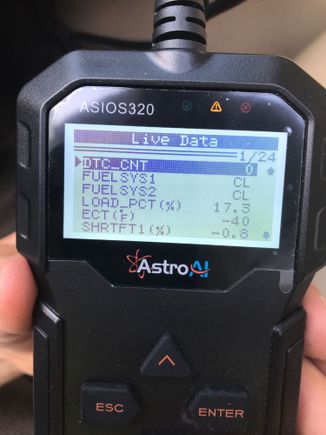 ASIOS320
Live Data
1/24
DTC_CNT 0
FUELSYS1 CL
FUELSYS2 CL
LOAD_PCT(%) 17.3
ECT(F) -40
SHRTFT1(%) -0.8
AstroAI
ESC
ENTER